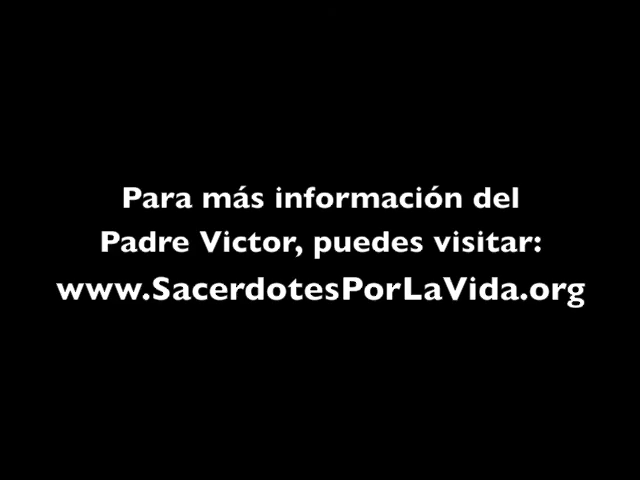 Para más información del
Padre Victor, puedes visitar:
www.SacerdotesPorLaVida.org